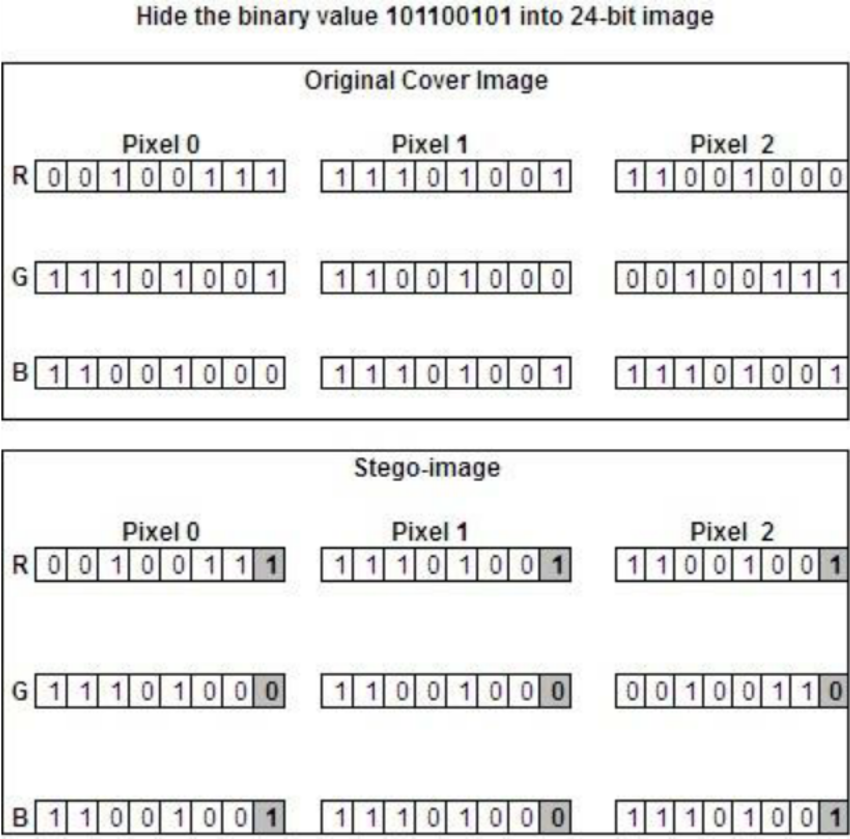 Hide the binary value 101100101 into 24-bit image
Original Cover Image
Pixel 0 Pixel 1 Pixel 2
R 0 0 1 0 0 1 1 1 1 1 1 0 1 0 0 1 1 1 0 0 1 0 0 0
G 1 1 1 0 1 0 0 1 1 1 0 0 1 0 0 0 0 0 1 0 0 1 1 1
B 1 1 0 0 1 0 0 0 1 1 1 0 1 0 0 1 1 1 1 0 1 0 0 1
Stego-image
Pixel 0 Pixel 1 Pixel 2
R 0 0 1 0 0 1 1 1 1 1 1 0 1 0 0 1 1 1 0 0 1 0 0 1
G 1 1 1 0 1 0 0 0 1 1 0 0 1 0 0 0 0 0 1 0 0 1 1 0
B 1 1 0 0 1 0 0 1 1 1 1 0 1 0 0 0 1 1 1 0 1 0 0 1